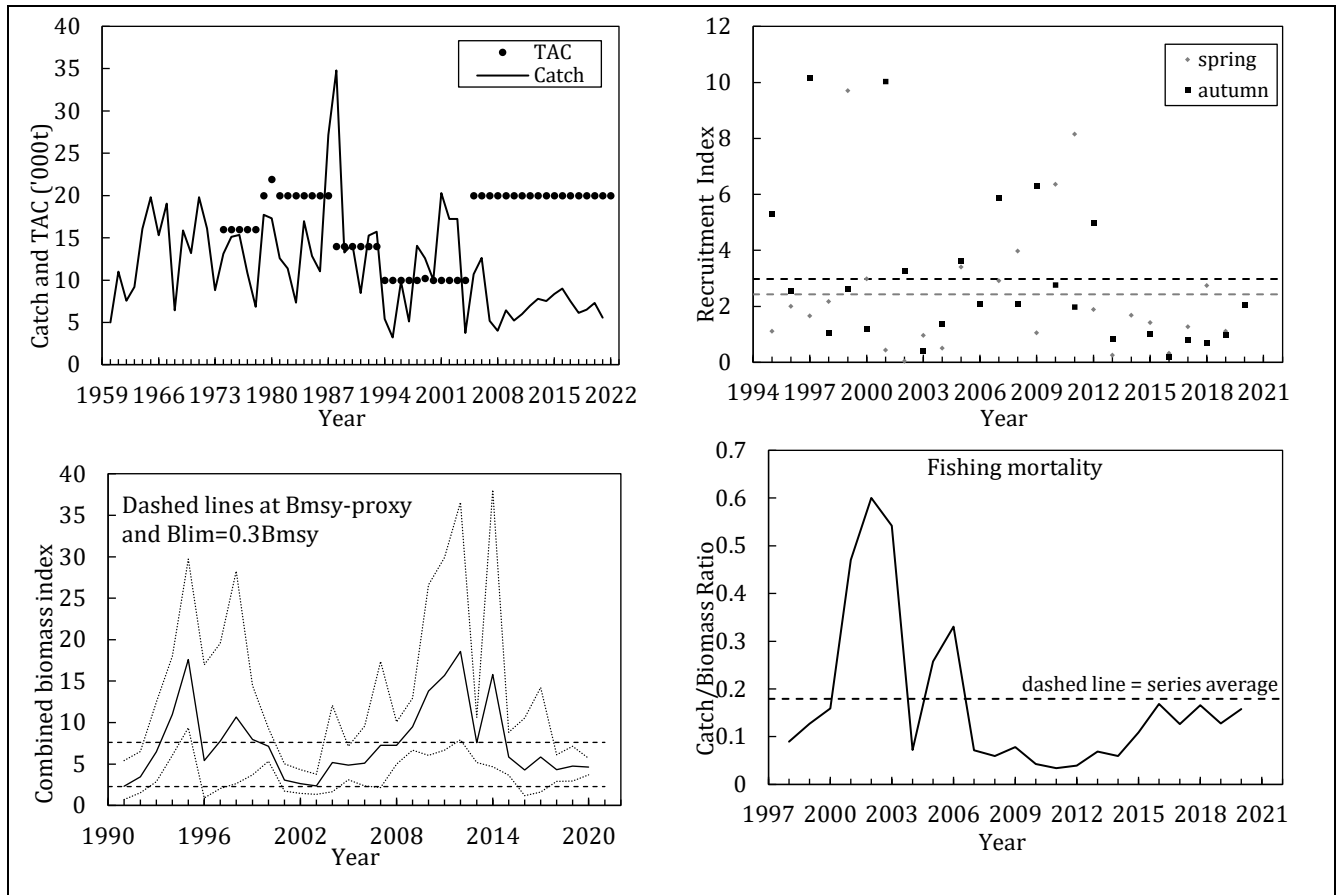 40
35
30
25
20
15
10
5
0
Catch and TAC ('000t)
TAC
Catch
1959 1966 1973 1980 1987 1994 2001 2008 2015 2022
Year
12
10
8
6
4
2
0
Recruitment Index
spring
autumn
1994 1997 2000 2003 2006 2009 2012 2015 2018 2021
Year
40
35
30
25
20
15
10
5
0
Combined biomass index
Dashed lines at Bmsy-proxy
and Blim=0.3Bmsy
1990 1996 2002 2008 2014 2020
Year
0.7
0.6
0.5
0.4
0.3
0.2
0.1
0
Catch/Biomass Ratio
Fishing mortality
dashed line = series average
1997 2000 2003 2006 2009 2012 2015 2018 2021
Year